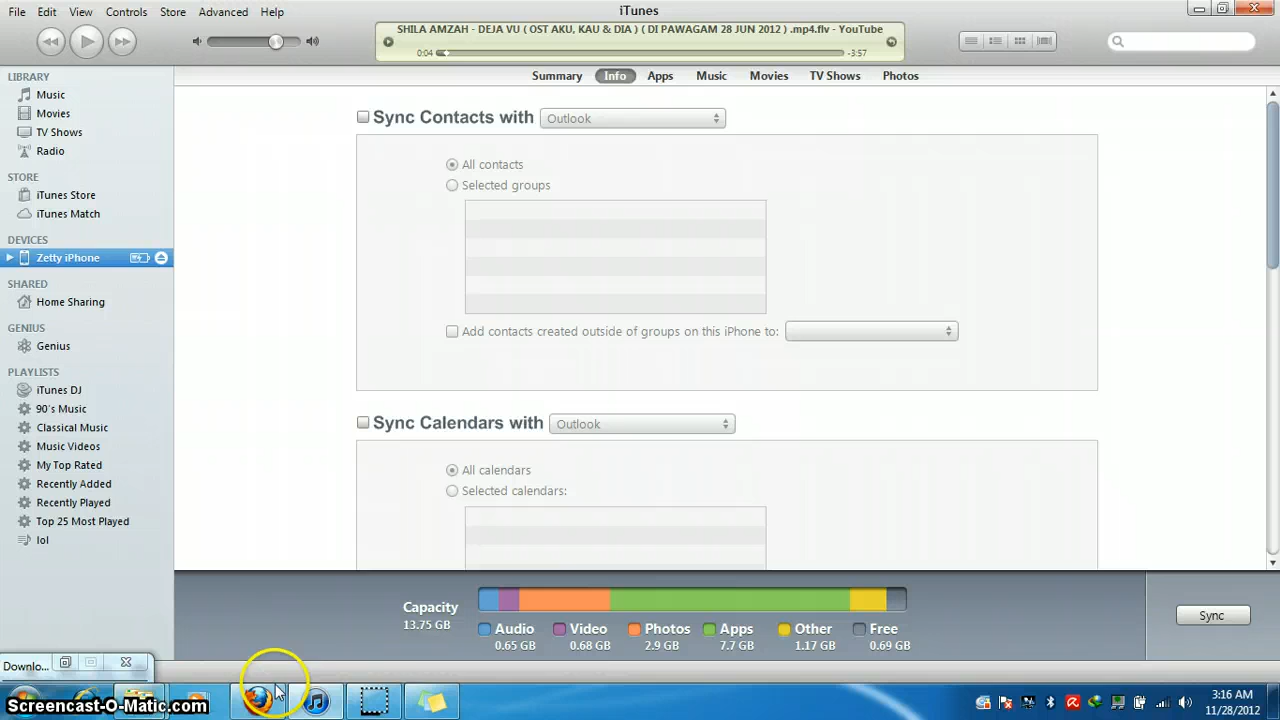 iTunes
File Edit View Controls Store Advanced Help
SHILA AMZAH - DEJA VU ( OST AKU, KAU & DIA ) ( DI PAWAGAM 28 JUN 2012 ) .mp4.flv - YouTube
0:04 -3:57
Summary Info Apps Music Movies TV Shows Photos
LIBRARY
Music
Movies
TV Shows
Radio
STORE
iTunes Store
iTunes Match
DEVICES
Zetty iPhone
SHARED
Home Sharing
GENIUS
Genius
PLAYLISTS
iTunes DJ
90's Music
Classical Music
Music Videos
My Top Rated
Recently Added
Recently Played
Top 25 Most Played
lol
Sync Contacts with Outlook
All contacts
Selected groups
Add contacts created outside of groups on this iPhone to:
Sync Calendars with Outlook
All calendars
Selected calendars:
Capacity
13.75 GB
Audio Video Photos Apps Other Free
0.65 GB 0.68 GB 2.9 GB 7.7 GB 1.17 GB 0.69 GB
Sync
Downlo...
Screencast-O-Matic.com
3:16 AM
11/28/2012